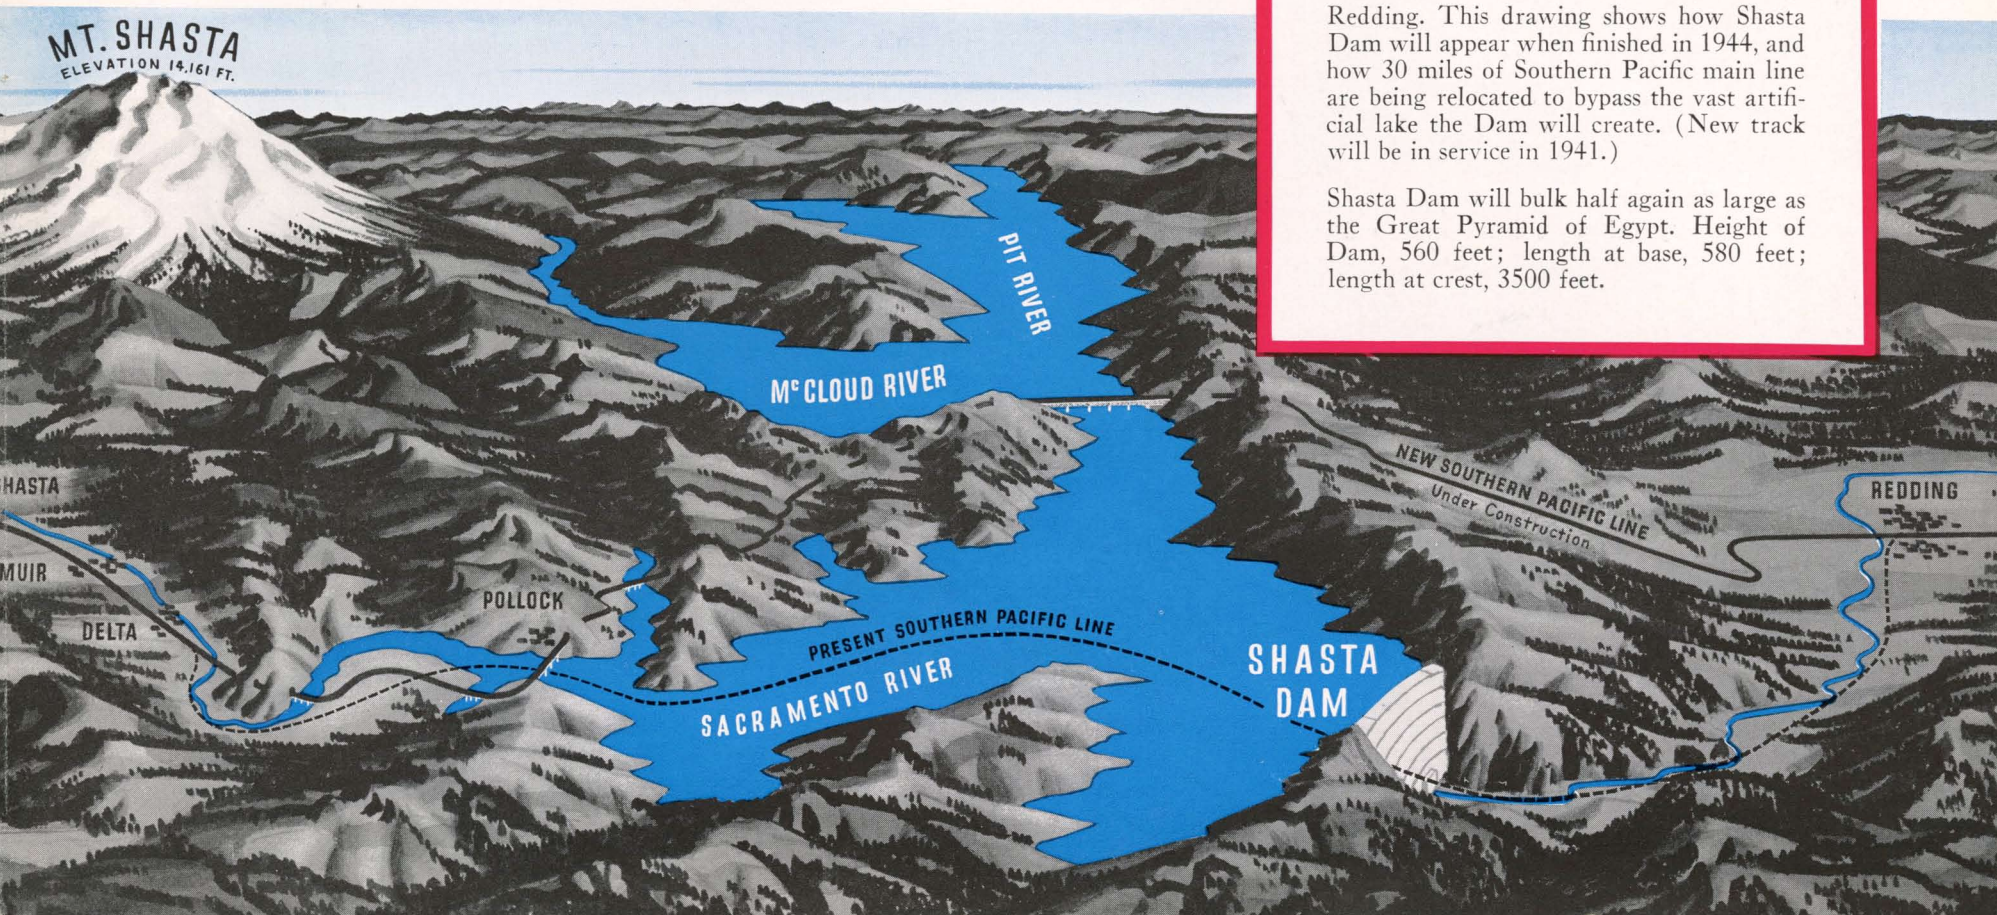 MT. SHASTA
ELEVATION 14,161 FT.
Redding. This drawing shows how Shasta
Dam will appear when finished in 1944, and
how 30 miles of Southern Pacific main line
are being relocated to bypass the vast artifi-
cial lake the Dam will create. (New track
will be in service in 1941.)
Shasta Dam will bulk half again as large as
the Great Pyramid of Egypt. Height of
Dam, 560 feet; length at base, 580 feet;
length at crest, 3500 feet.
PIT RIVER
McCLOUD RIVER
NEW SOUTHERN PACIFIC LINE
Under Construction
REDDING
HASTA
MUIR
DELTA
POLLOCK
PRESENT SOUTHERN PACIFIC LINE
SACRAMENTO RIVER
SHASTA
DAM